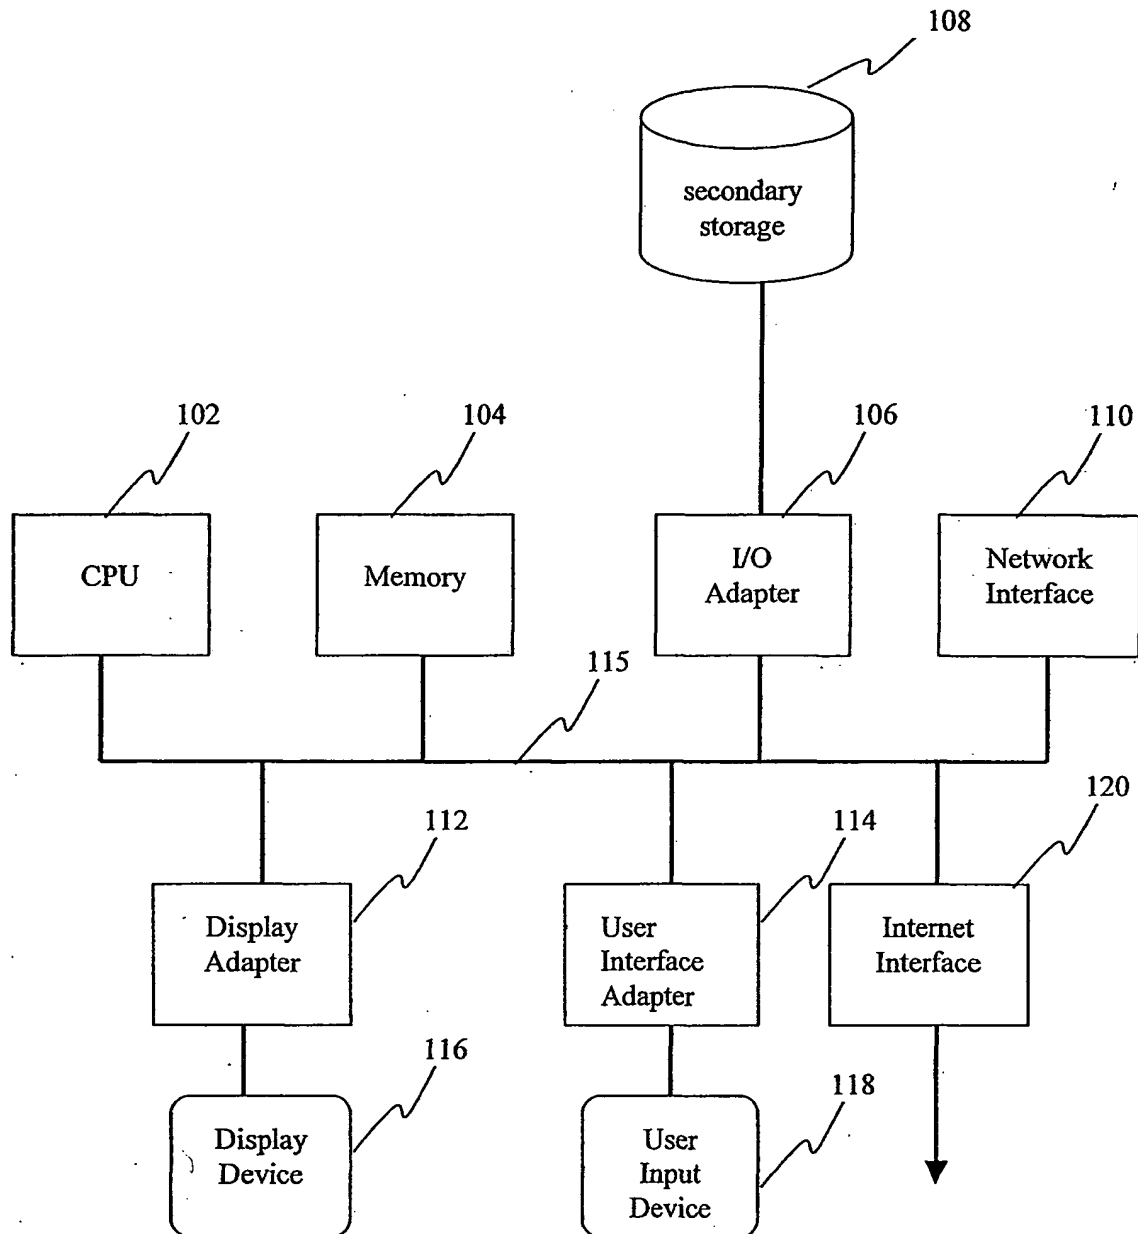 108
secondary
storage
102
104
106
110
CPU
Memory
I/O
Adapter
Network
Interface
115
112
114
120
Display
Adapter
User
Interface
Adapter
Internet
Interface
116
118
Display
Device
User
Input
Device